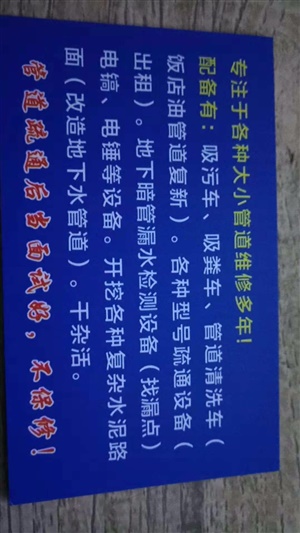 专注于各种大小管道维修多年!
配备有：吸污车、吸粪车、管道清洗车（
饭店油管道复新）。各种型号疏通设备（
出租）。地下暗管漏水检测设备（找漏点）
电镐、电锤等设备。开挖各种复杂水泥路
面（改造地下水管道）。干杂活。
管道疏通后当面试好，不保修！